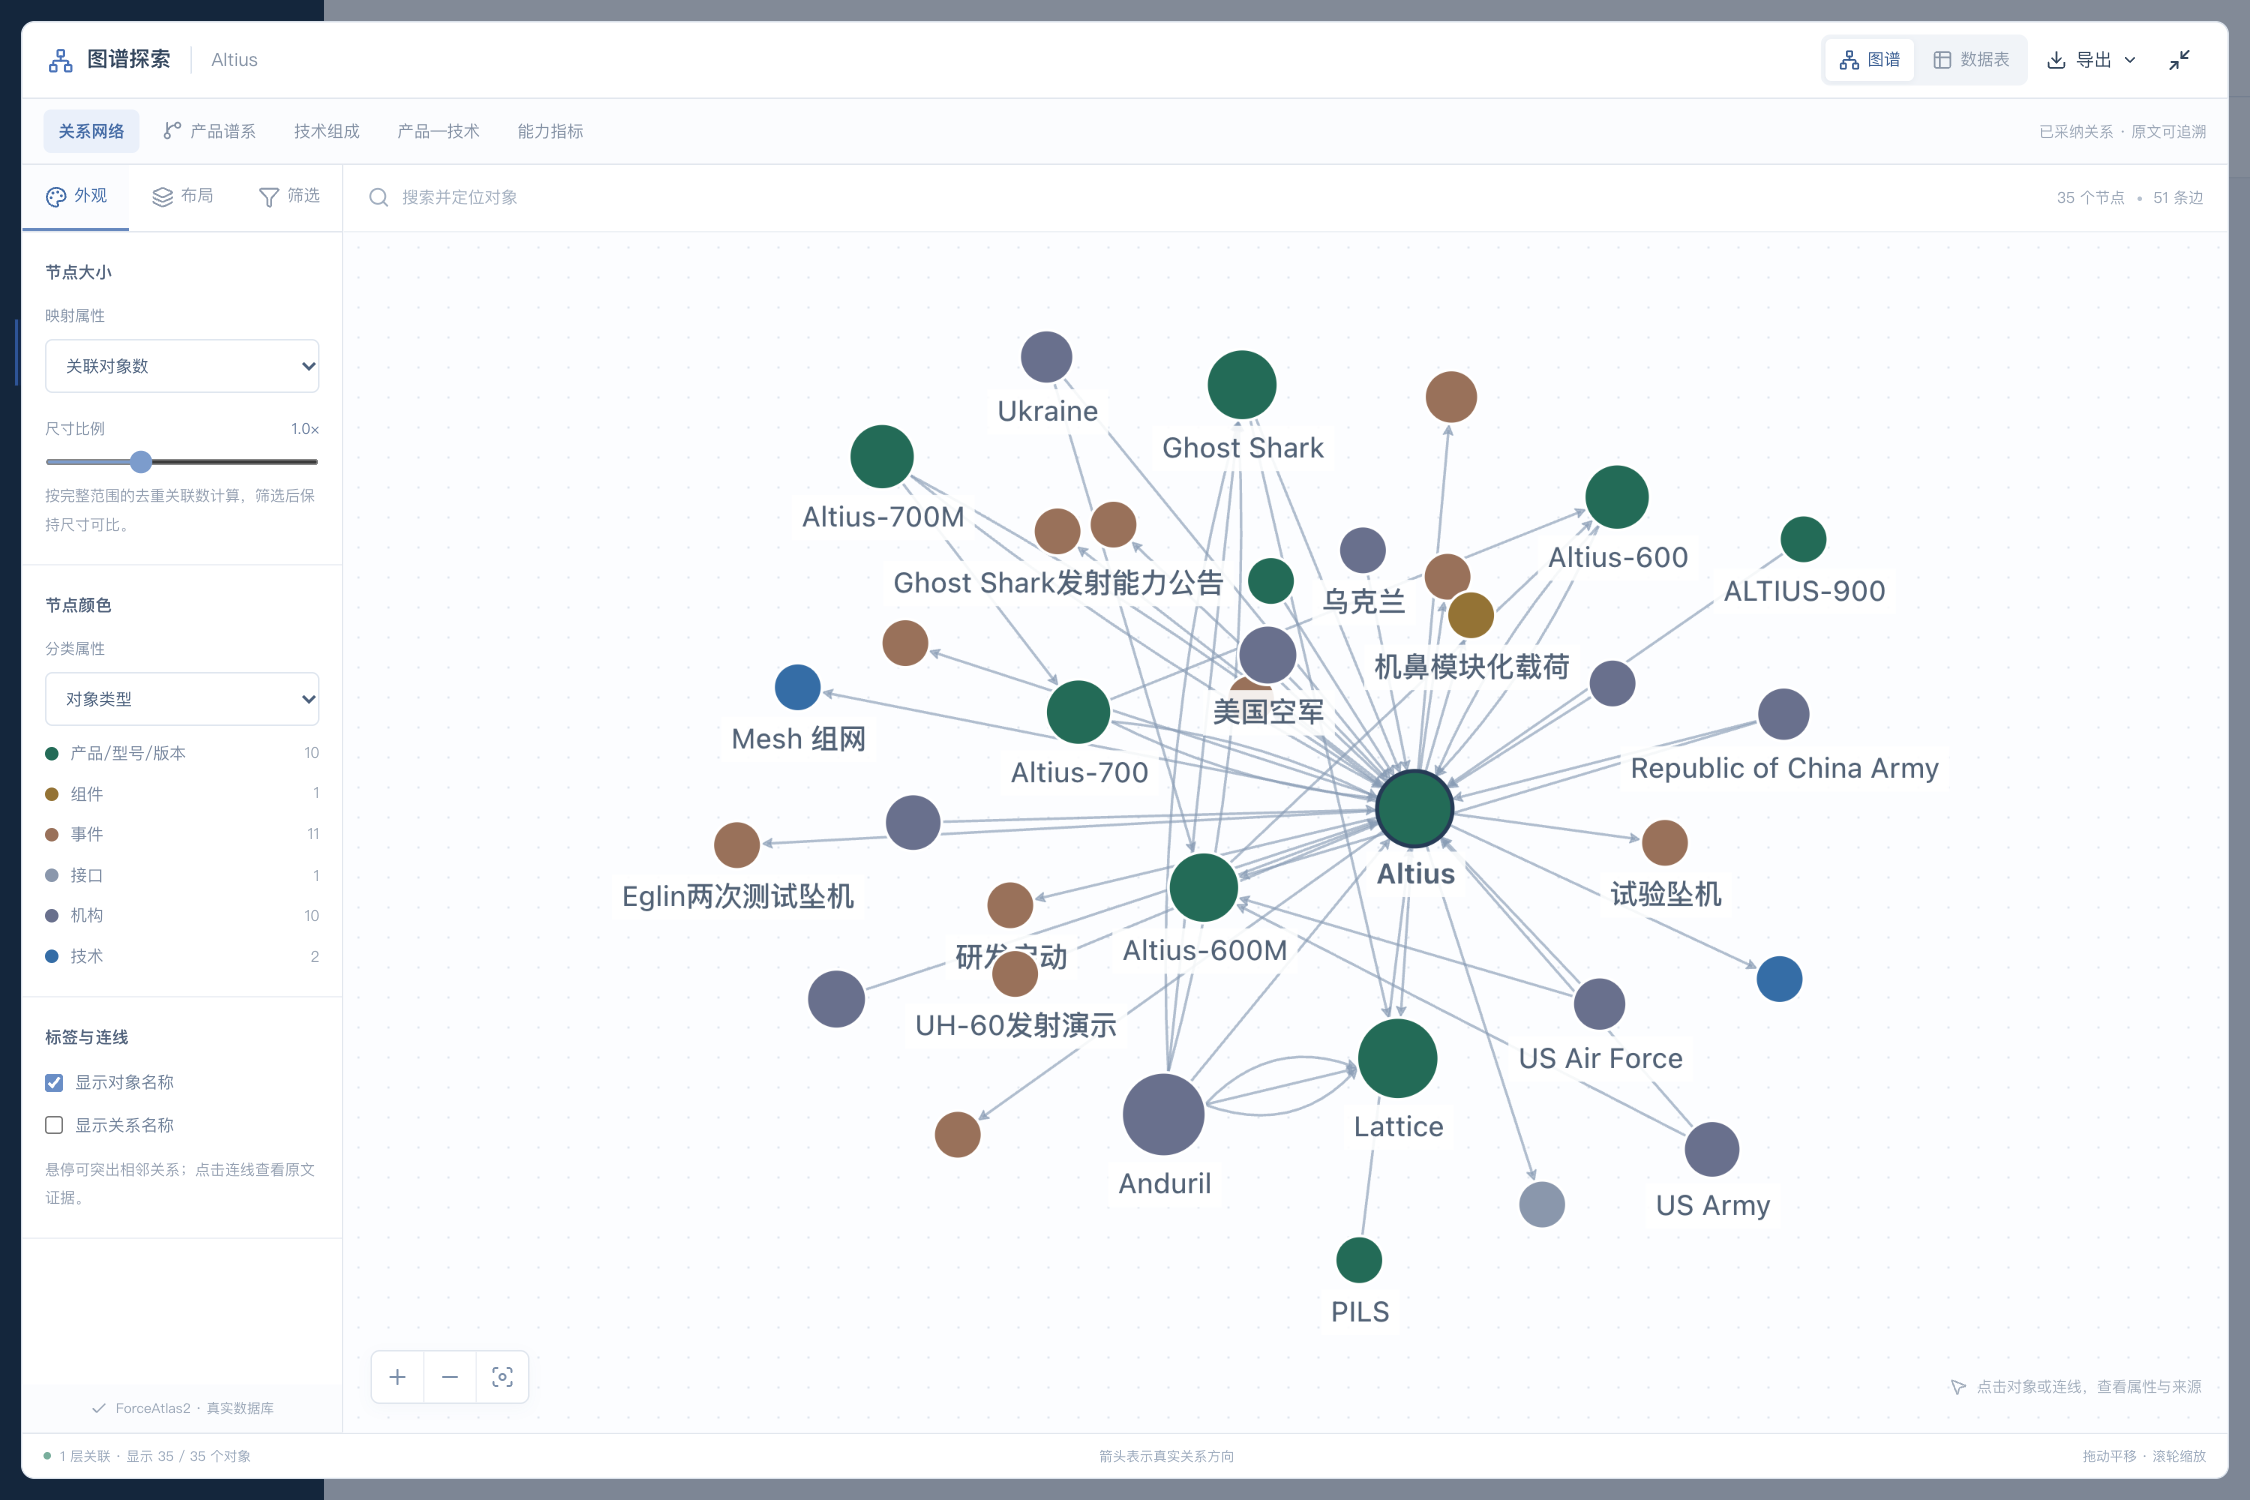 图谱探索
Altius
图谱
数据表
导出
关系网络
产品谱系
技术组成
产品—技术
能力指标
已采纳关系 · 原文可追溯
外观
布局
筛选
搜索并定位对象
35 个节点 • 51 条边
节点大小
映射属性
关联对象数
尺寸比例
1.0×
按完整范围的去重关联数计算，筛选后保
持尺寸可比。
节点颜色
分类属性
对象类型
产品/型号/版本 10
组件 1
事件 11
接口 1
机构 10
技术 2
标签与连线
显示对象名称
显示关系名称
悬停可突出相邻关系；点击连线查看原文
证据。
ForceAtlas2 · 真实数据库
Ukraine
Ghost Shark
Altius-700M
Altius-600
Ghost Shark发射能力公告
乌克兰
ALTIUS-900
机鼻模块化载荷
美国空军
Mesh 组网
Altius-700
Republic of China Army
Altius
Eglin两次测试坠机
试验坠机
研发启动
Altius-600M
UH-60发射演示
US Air Force
Lattice
Anduril
US Army
PILS
点击对象或连线，查看属性与来源
1 层关联 · 显示 35 / 35 个对象
箭头表示真实关系方向
拖动平移 · 滚轮缩放